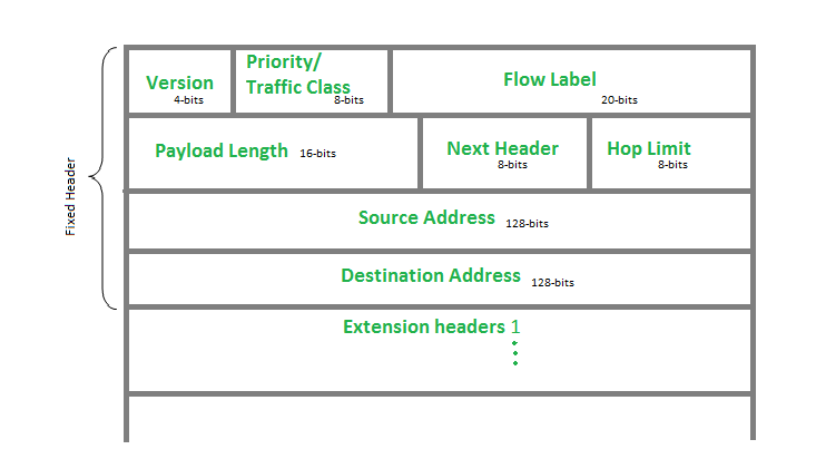 Priority/
Version Traffic Class Flow Label
4-bits 8-bits 20-bits
Payload Length 16-bits Next Header Hop Limit
8-bits 8-bits
Fixed Header
Source Address 128-bits
Destination Address 128-bits
Extension headers 1